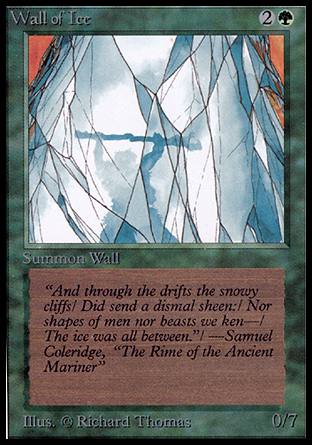 Wall of Ice 2
Summon Wall
“And through the drifts the snowy
cliffs/ Did send a dismal sheen:/ Nor
shapes of men nor beasts we ken—/
The ice was all between.”/ —Samuel
Coleridge, “The Rime of the Ancient
Mariner”
Illus. © Richard Thomas 0/7